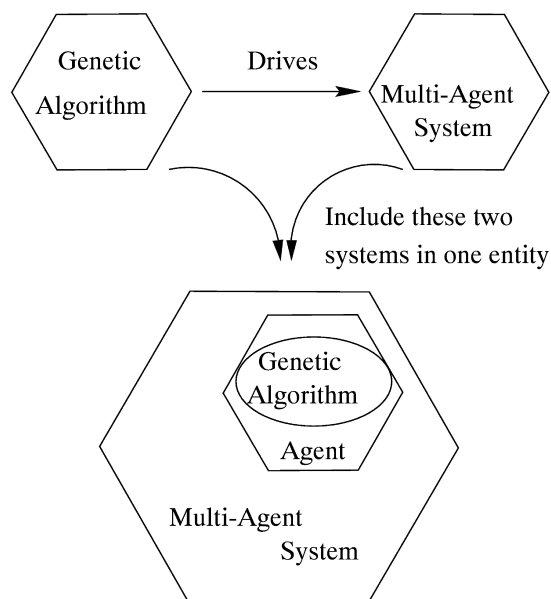 Genetic
Algorithm
Drives
Multi-Agent
System
Include these two
systems in one entity
Genetic
Algorithm
Agent
Multi-Agent
System